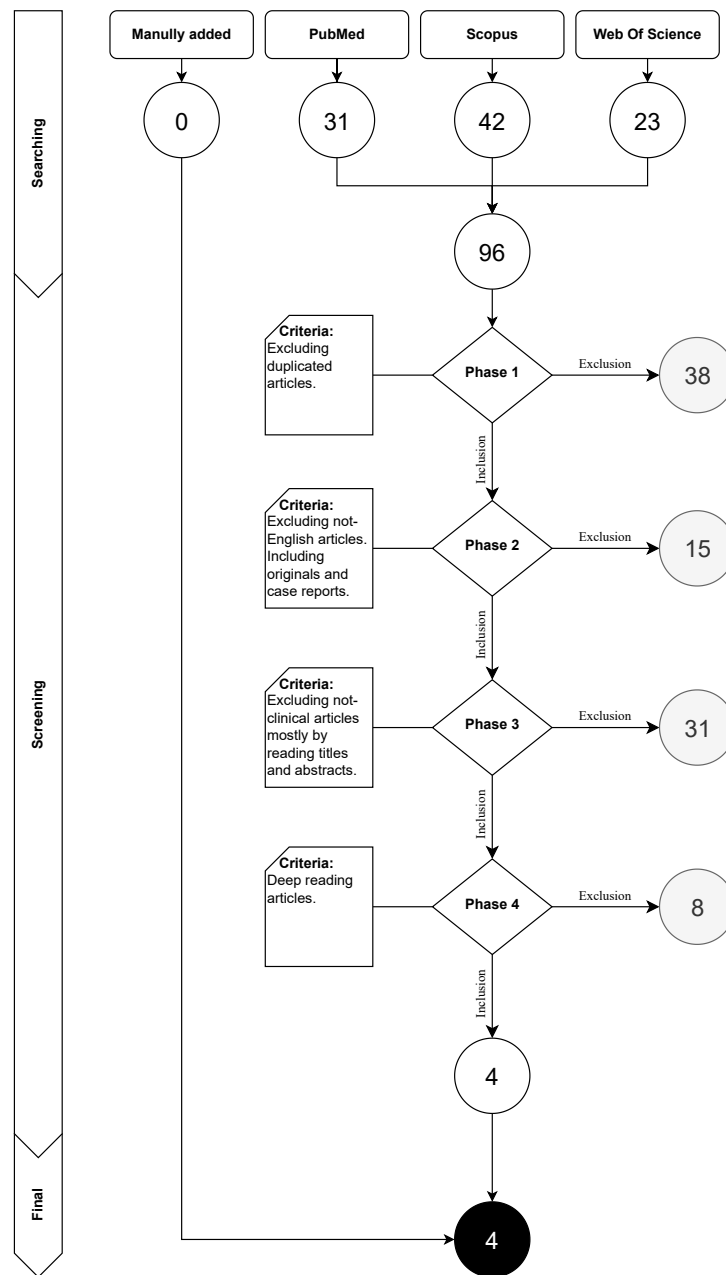 Manully added
PubMed
Scopus
Web Of Science
0
31
42
23
Searching
96
Criteria:
Excluding
duplicated
articles.
Phase 1
Exclusion
38
Inclusion
Criteria:
Excluding not-
English articles.
Including
originals and
case reports.
Phase 2
Exclusion
15
Inclusion
Screening
Criteria:
Excluding not-
clinical articles
mostly by
reading titles
and abstracts.
Phase 3
Exclusion
31
Inclusion
Criteria:
Deep reading
articles.
Phase 4
Exclusion
8
Inclusion
4
Final
4